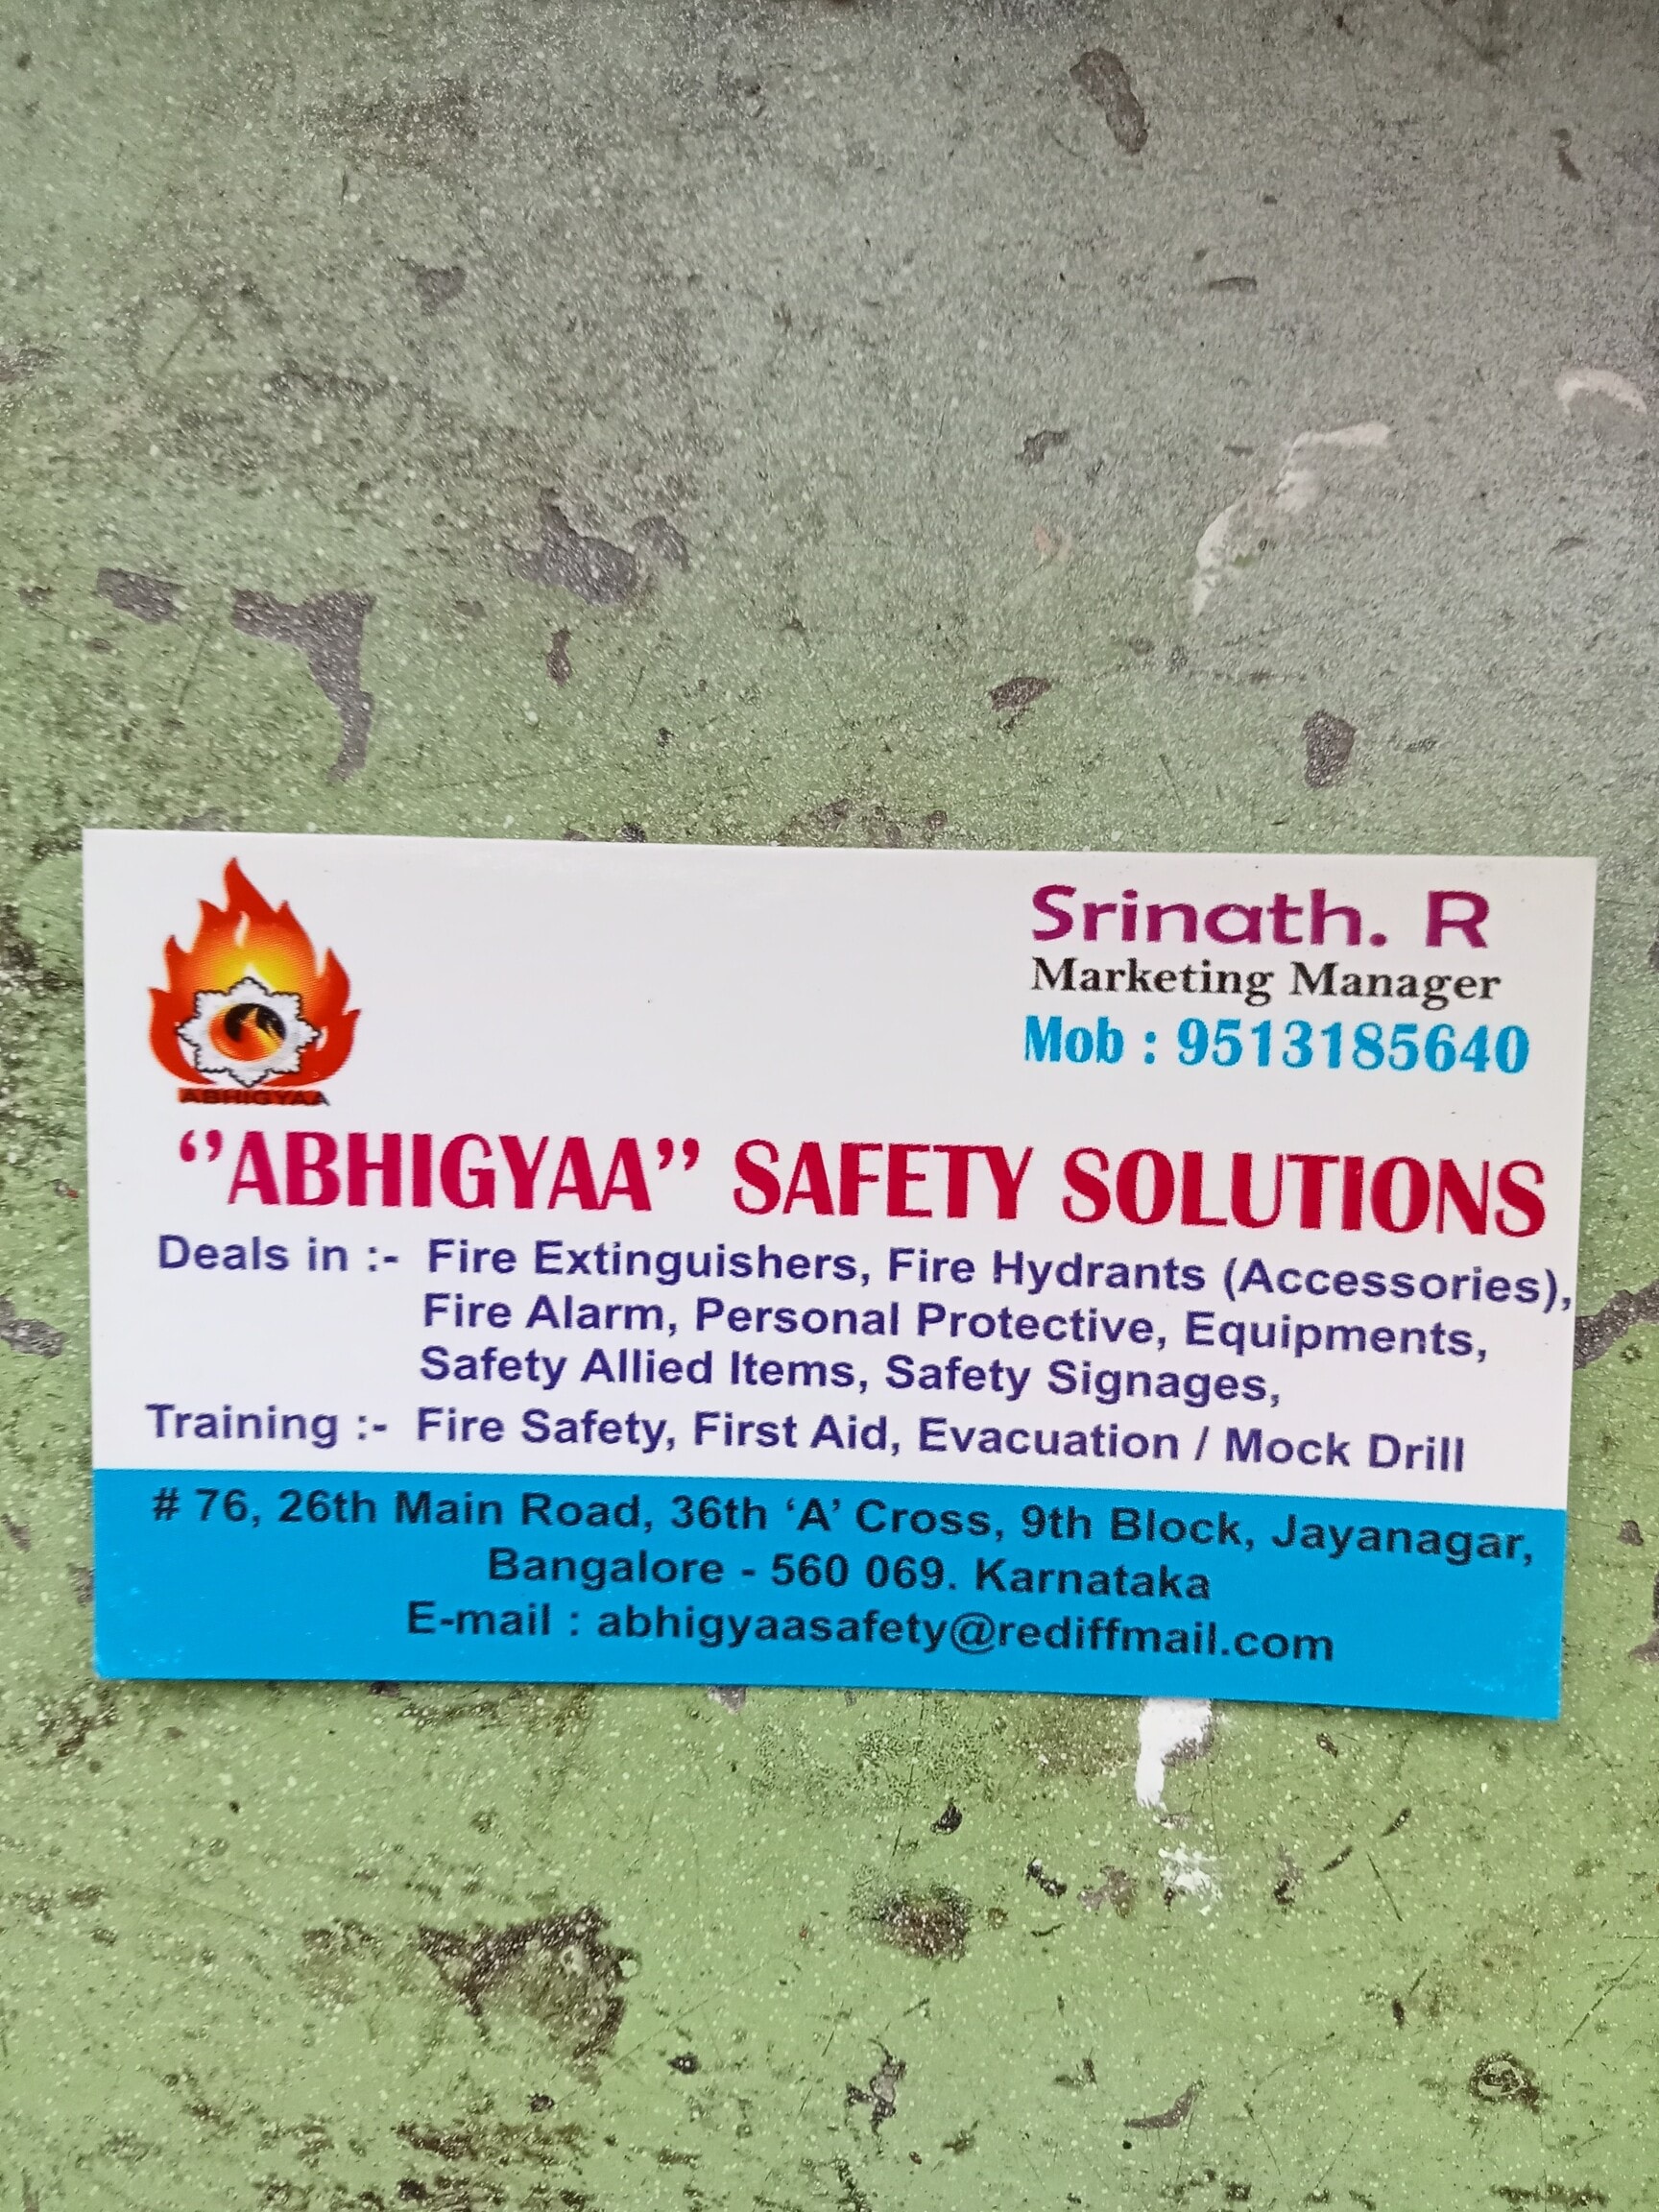 Srinath. R
Marketing Manager
Mob : 9513185640
ABHIGYAA
‘’ABHIGYAA’’ SAFETY SOLUTIONS
Deals in :- Fire Extinguishers, Fire Hydrants (Accessories),
Fire Alarm, Personal Protective, Equipments,
Safety Allied Items, Safety Signages,
Training :- Fire Safety, First Aid, Evacuation / Mock Drill
# 76, 26th Main Road, 36th ‘A’ Cross, 9th Block, Jayanagar,
Bangalore - 560 069. Karnataka
E-mail : abhigyaasafety@rediffmail.com